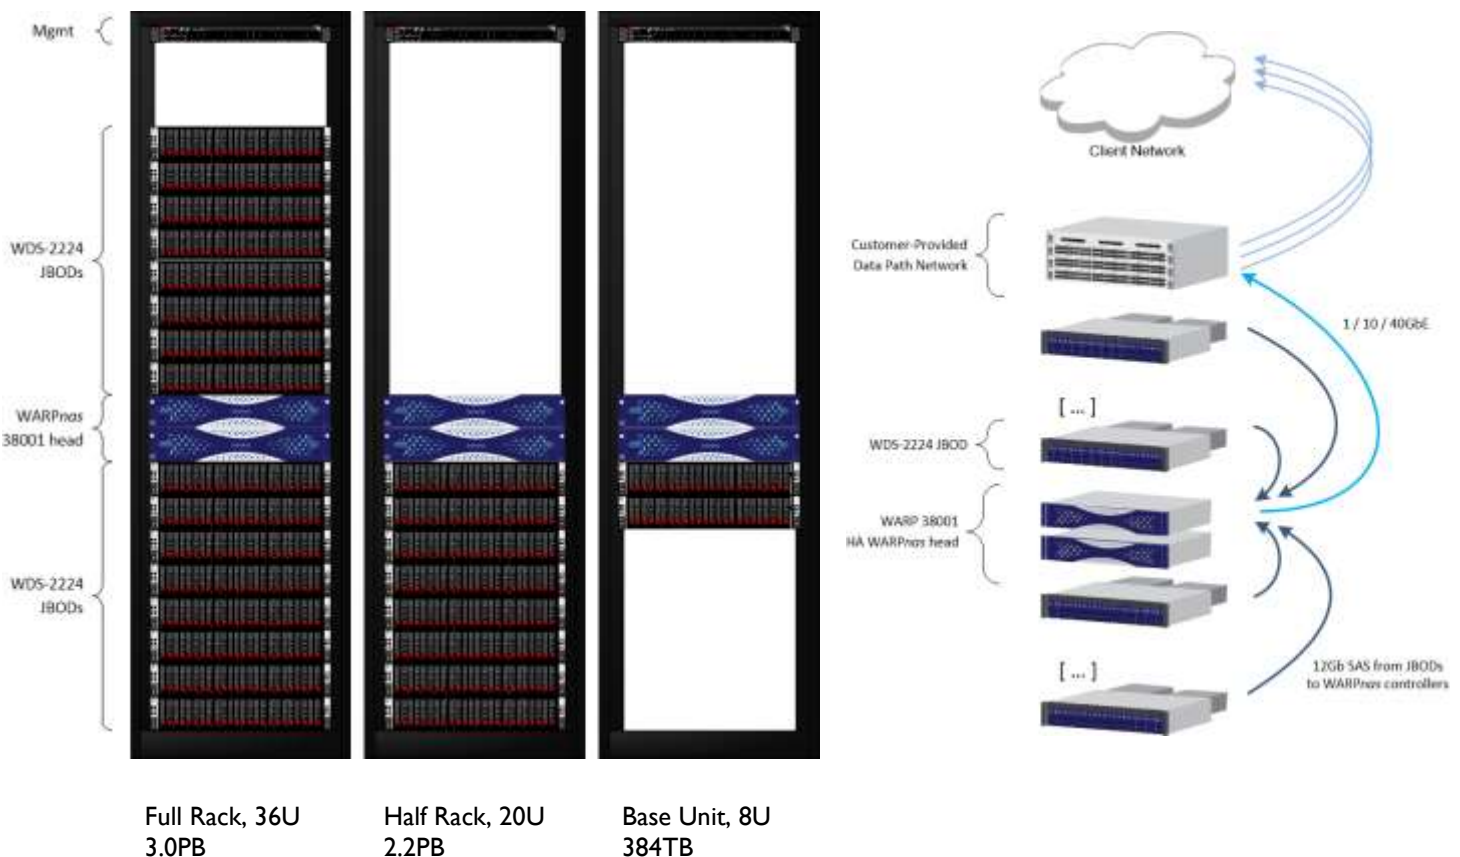 Mgmt
WDS-2224
JBODs
WARPnas
38001 head
WDS-2224
JBODs
Full Rack, 36U
3.0PB
Half Rack, 20U
2.2PB
Base Unit, 8U
384TB
Client Network
Customer-Provided
Data Path Network
1 / 10 / 40GbE
[ ... ]
WDS-2224 JBOD
WARP 38001
HA WARPnas head
[ ... ]
12Gb SAS from JBODs
to WARPnas controllers